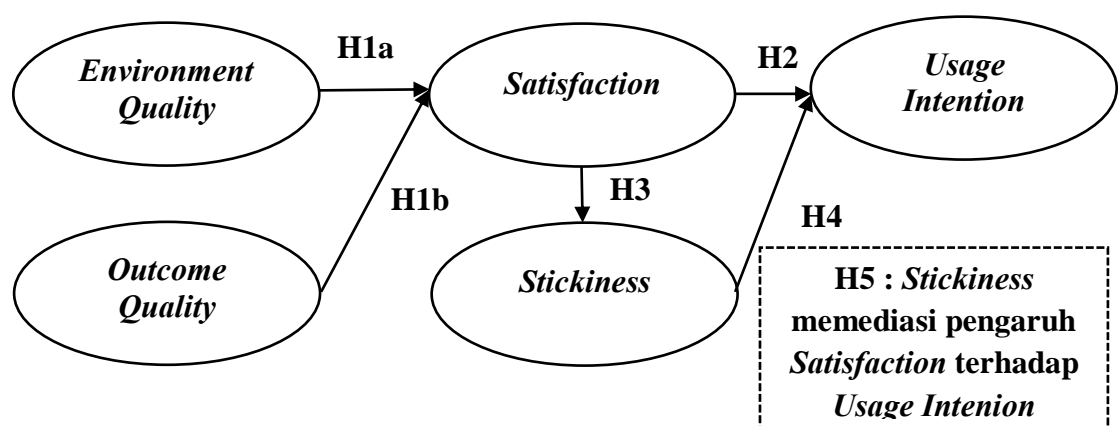 Environment
Quality
H1a
Satisfaction
H2
Usage
Intention
H1b
H3
H4
Outcome
Quality
Stickiness
H5 : Stickiness
memediasi pengaruh
Satisfaction terhadap
Usage Intenion